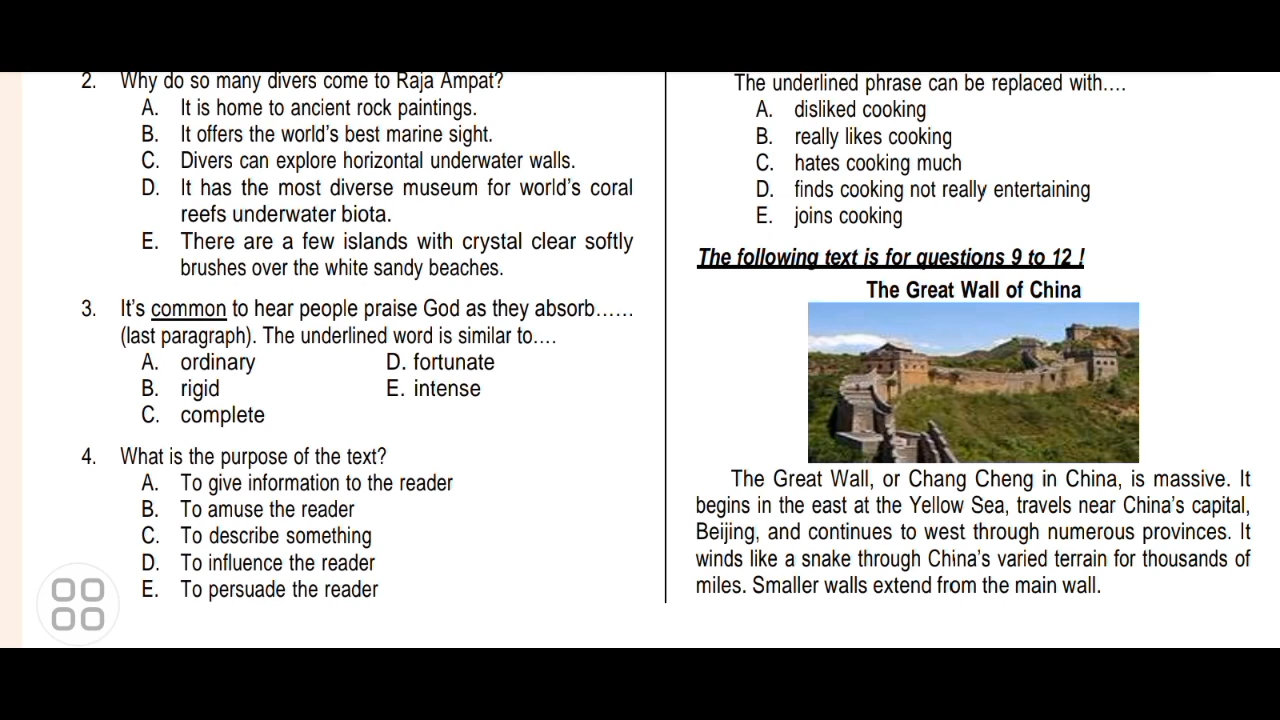 2. Why do so many divers come to Raja Ampat?
A. It is home to ancient rock paintings.
B. It offers the world's best marine sight.
C. Divers can explore horizontal underwater walls.
D. It has the most diverse museum for world's coral
reefs underwater biota.
E. There are a few islands with crystal clear softly
brushes over the white sandy beaches.
3. It's common to hear people praise God as they absorb......
(last paragraph). The underlined word is similar to....
A. ordinary D. fortunate
B. rigid E. intense
C. complete
4. What is the purpose of the text?
A. To give information to the reader
B. To amuse the reader
C. To describe something
D. To influence the reader
E. To persuade the reader
The underlined phrase can be replaced with....
A. disliked cooking
B. really likes cooking
C. hates cooking much
D. finds cooking not really entertaining
E. joins cooking
The following text is for questions 9 to 12 !
The Great Wall of China
The Great Wall, or Chang Cheng in China, is massive. It
begins in the east at the Yellow Sea, travels near China's capital,
Beijing, and continues to west through numerous provinces. It
winds like a snake through China's varied terrain for thousands of
miles. Smaller walls extend from the main wall.